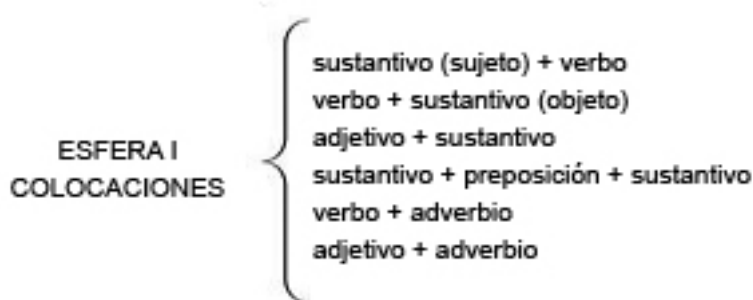 ESFERA I
COLOCACIONES
sustantivo (sujeto) + verbo
verbo + sustantivo (objeto)
adjetivo + sustantivo
sustantivo + preposición + sustantivo
verbo + adverbio
adjetivo + adverbio